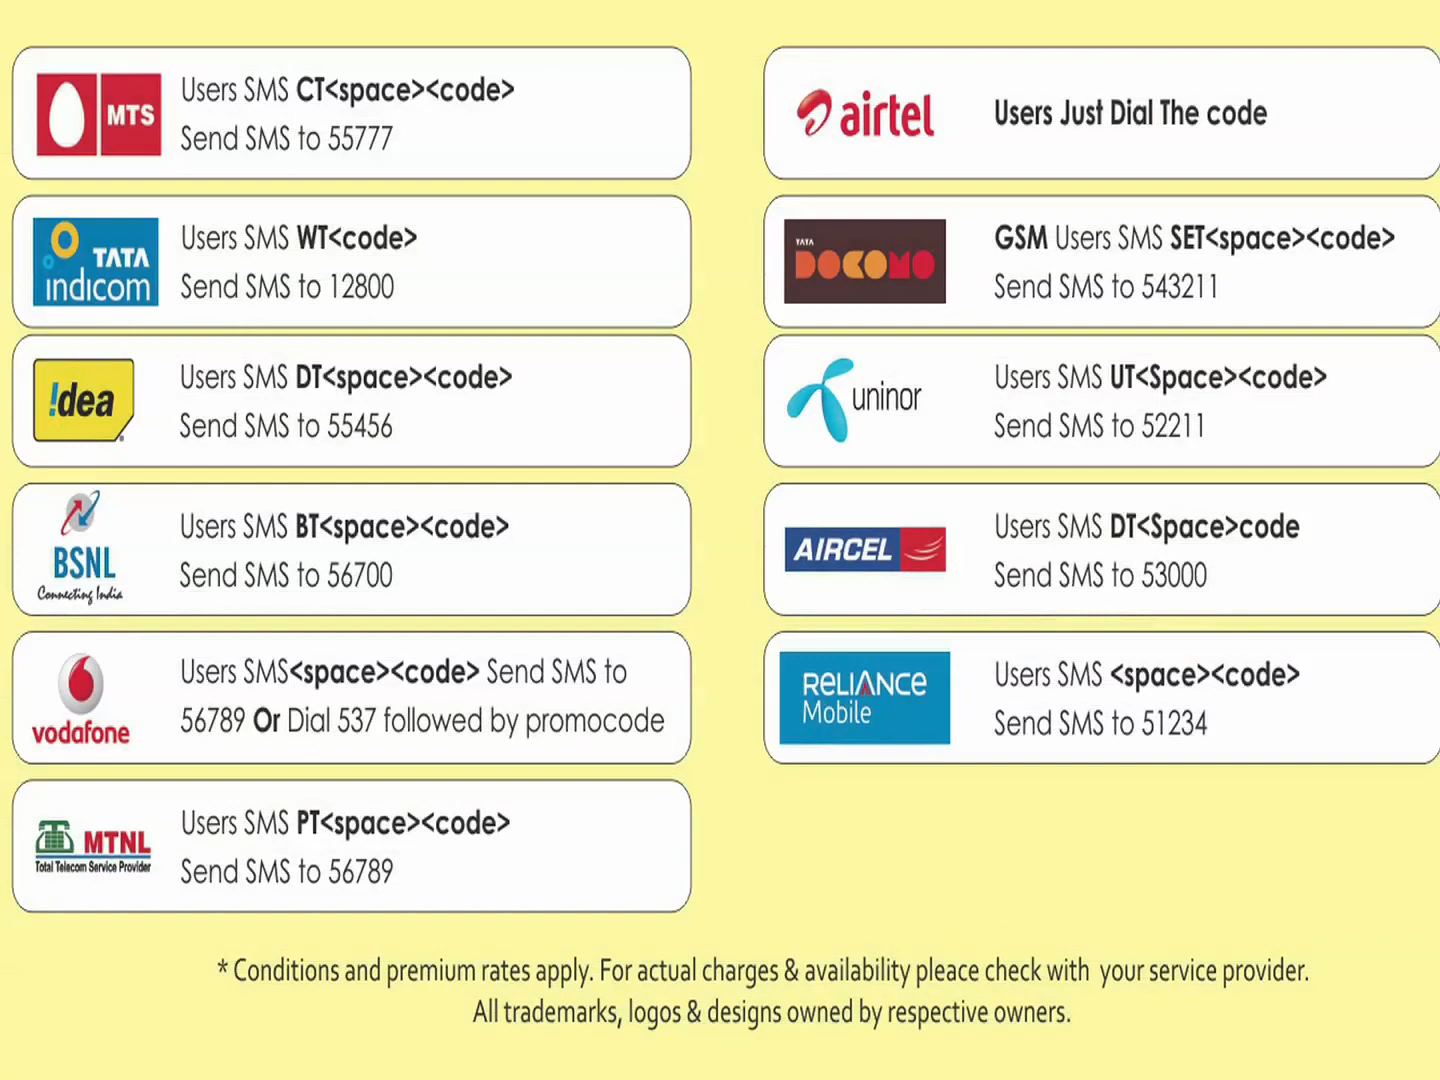 MTS
Users SMS CT<space><code>
Send SMS to 55777
airtel
Users Just Dial The code
TATA
indicom
Users SMS WT<code>
Send SMS to 12800
TATA
DOCOMO
GSM Users SMS SET<space><code>
Send SMS to 543211
!dea
Users SMS DT<space><code>
Send SMS to 55456
uninor
Users SMS UT<Space><code>
Send SMS to 52211
BSNL
Connecting India
Users SMS BT<space><code>
Send SMS to 56700
AIRCEL
Users SMS DT<Space>code
Send SMS to 53000
vodafone
Users SMS<space><code> Send SMS to
56789 Or Dial 537 followed by promocode
RELIANCE
Mobile
Users SMS <space><code>
Send SMS to 51234
MTNL
Total Telecom Service Provider
Users SMS PT<space><code>
Send SMS to 56789
* Conditions and premium rates apply. For actual charges & availability pleace check with your service provider.
All trademarks, logos & designs owned by respective owners.